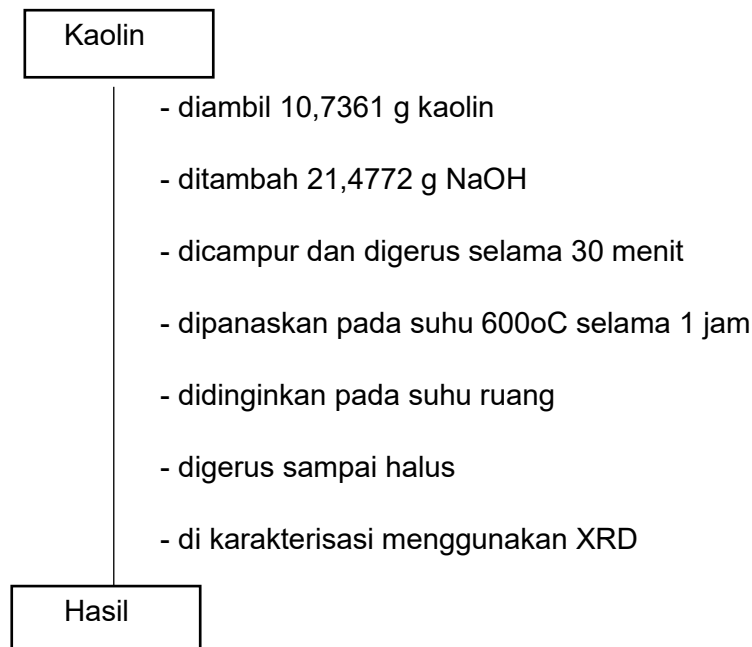 Kaolin
- diambil 10,7361 g kaolin
- ditambah 21,4772 g NaOH
- dicampur dan digerus selama 30 menit
- dipanaskan pada suhu 600oC selama 1 jam
- didinginkan pada suhu ruang
- digerus sampai halus
- di karakterisasi menggunakan XRD
Hasil